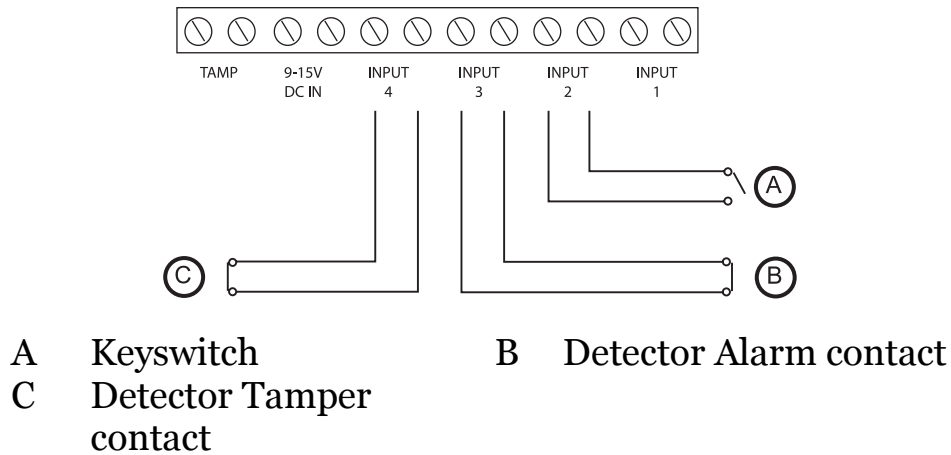 TAMP 9-15V INPUT INPUT INPUT INPUT
DC IN 4 3 2 1
A
C B
A Keyswitch B Detector Alarm contact
C Detector Tamper
contact